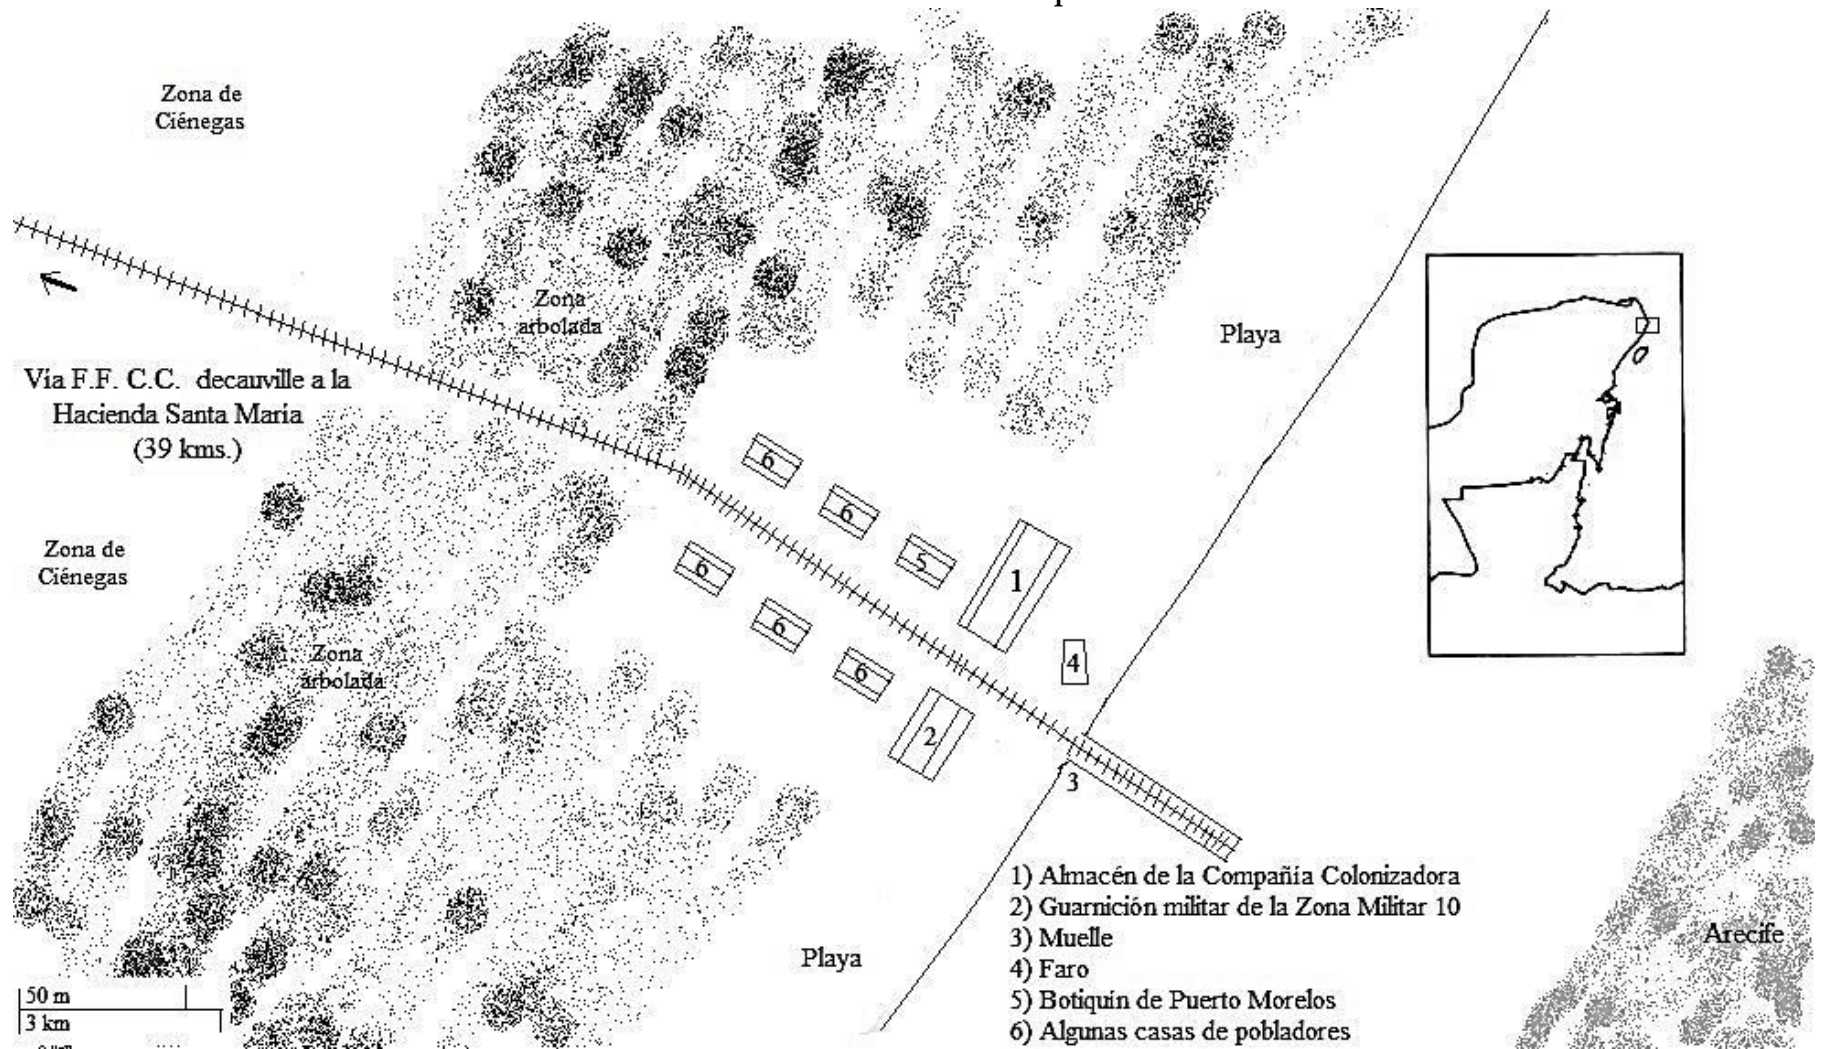 Zona de
Ciénegas
Zona
arbolada
Playa
Vía F.F. C.C. decauville a la
Hacienda Santa María
(39 kms.)
6
6
5
1
Zona de
Ciénegas
6
6
6
4
Zona
arbolada
2
3
1) Almacén de la Compañía Colonizadora
2) Guarnición militar de la Zona Militar 10
3) Muelle
4) Faro
5) Botiquín de Puerto Morelos
6) Algunas casas de pobladores
Arecife
Playa
50 m
3 km